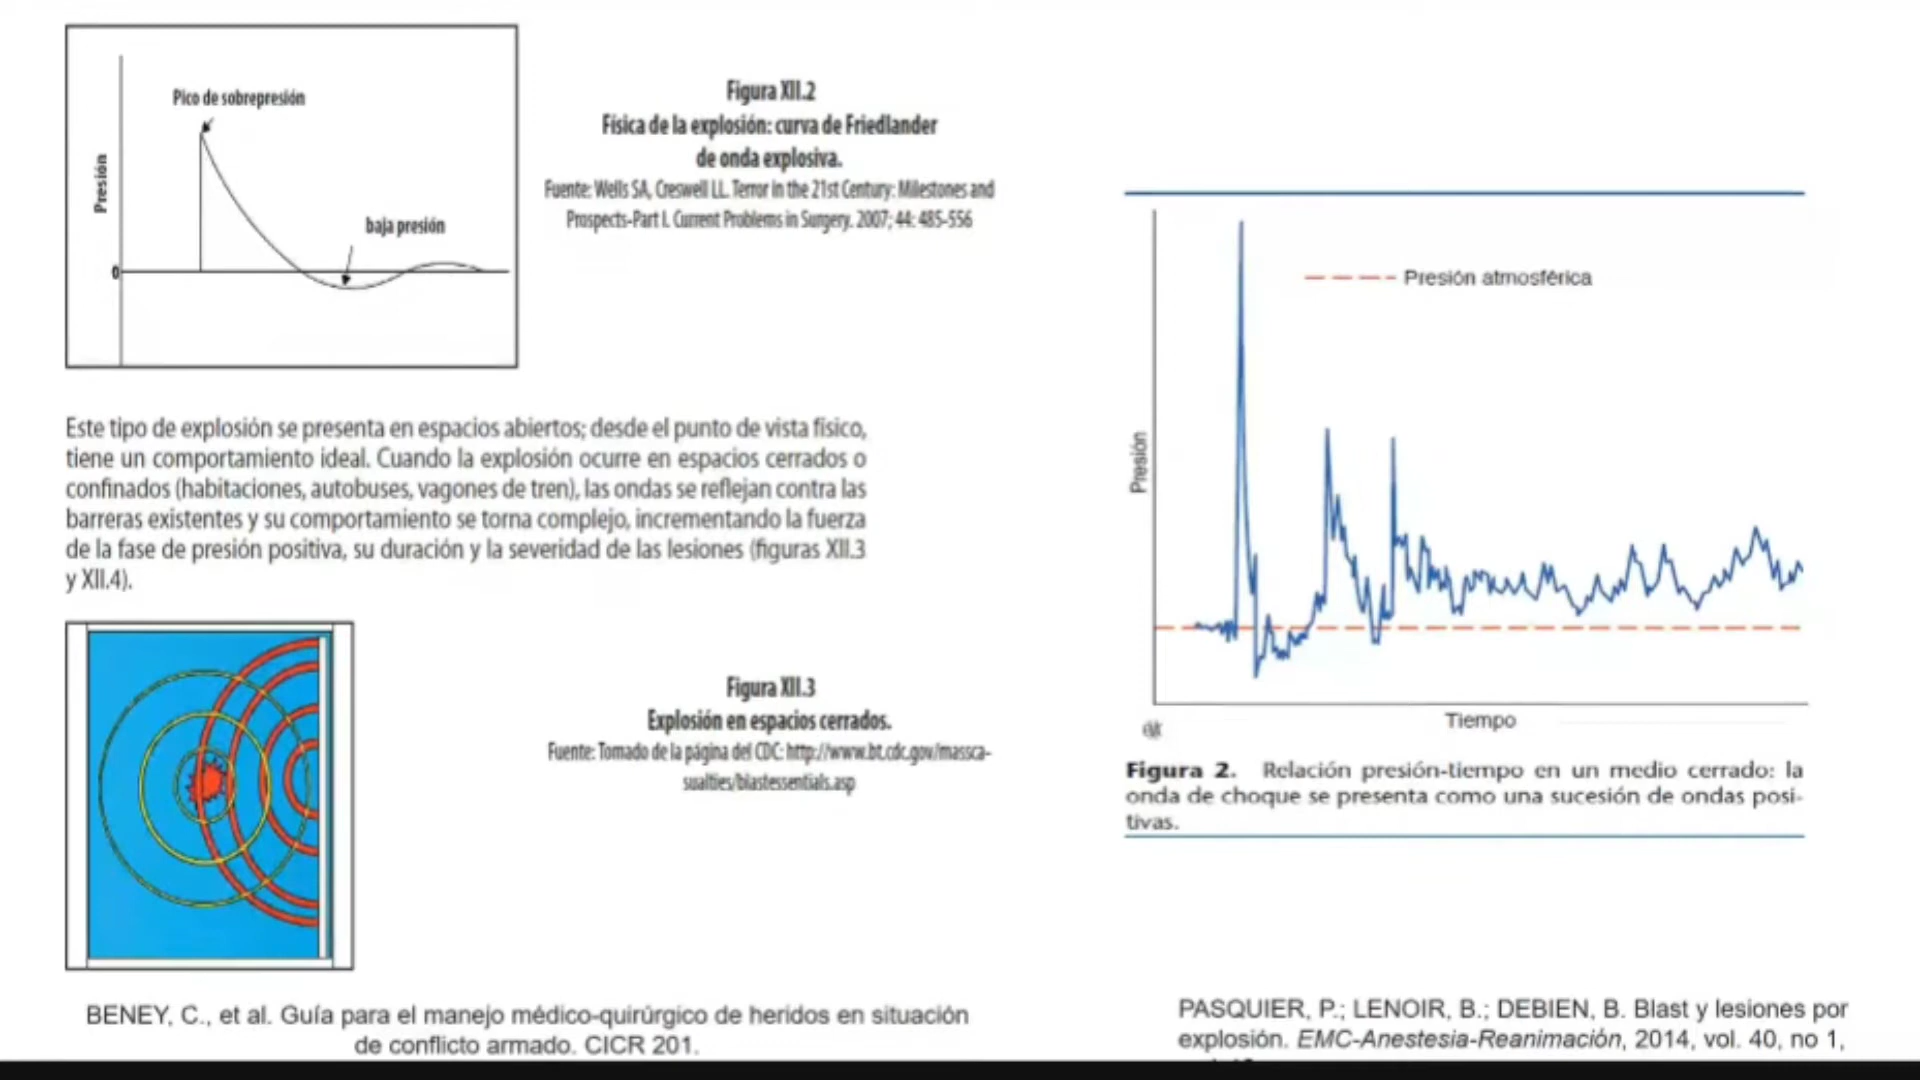 Pico de sobrepresión
Presión
baja presión
0
Figura XII.2
Física de la explosión: curva de Friedlander
de onda explosiva.
Fuente: Wells SA, Creswell LL. Terror in the 21st Century: Milestones and
Prospects-Part I. Current Problems in Surgery. 2007; 44: 485-556
Este tipo de explosión se presenta en espacios abiertos; desde el punto de vista físico,
tiene un comportamiento ideal. Cuando la explosión ocurre en espacios cerrados o
confinados (habitaciones, autobuses, vagones de tren), las ondas se reflejan contra las
barreras existentes y su comportamiento se torna complejo, incrementando la fuerza
de la fase de presión positiva, su duración y la severidad de las lesiones (figuras XII.3
y XII.4).
Figura XII.3
Explosión en espacios cerrados.
Fuente: Tomado de la página del CDC: http://www.bt.cdc.gov/massca-
sualties/blastessentials.asp
BENEY, C., et al. Guía para el manejo médico-quirúrgico de heridos en situación
de conflicto armado. CICR 201.
Presión atmosférica
Presión
Tiempo
Figura 2. Relación presión-tiempo en un medio cerrado: la
onda de choque se presenta como una sucesión de ondas posi-
tivas.
PASQUIER, P.; LENOIR, B.; DEBIEN, B. Blast y lesiones por
explosión. EMC-Anestesia-Reanimación, 2014, vol. 40, no 1,